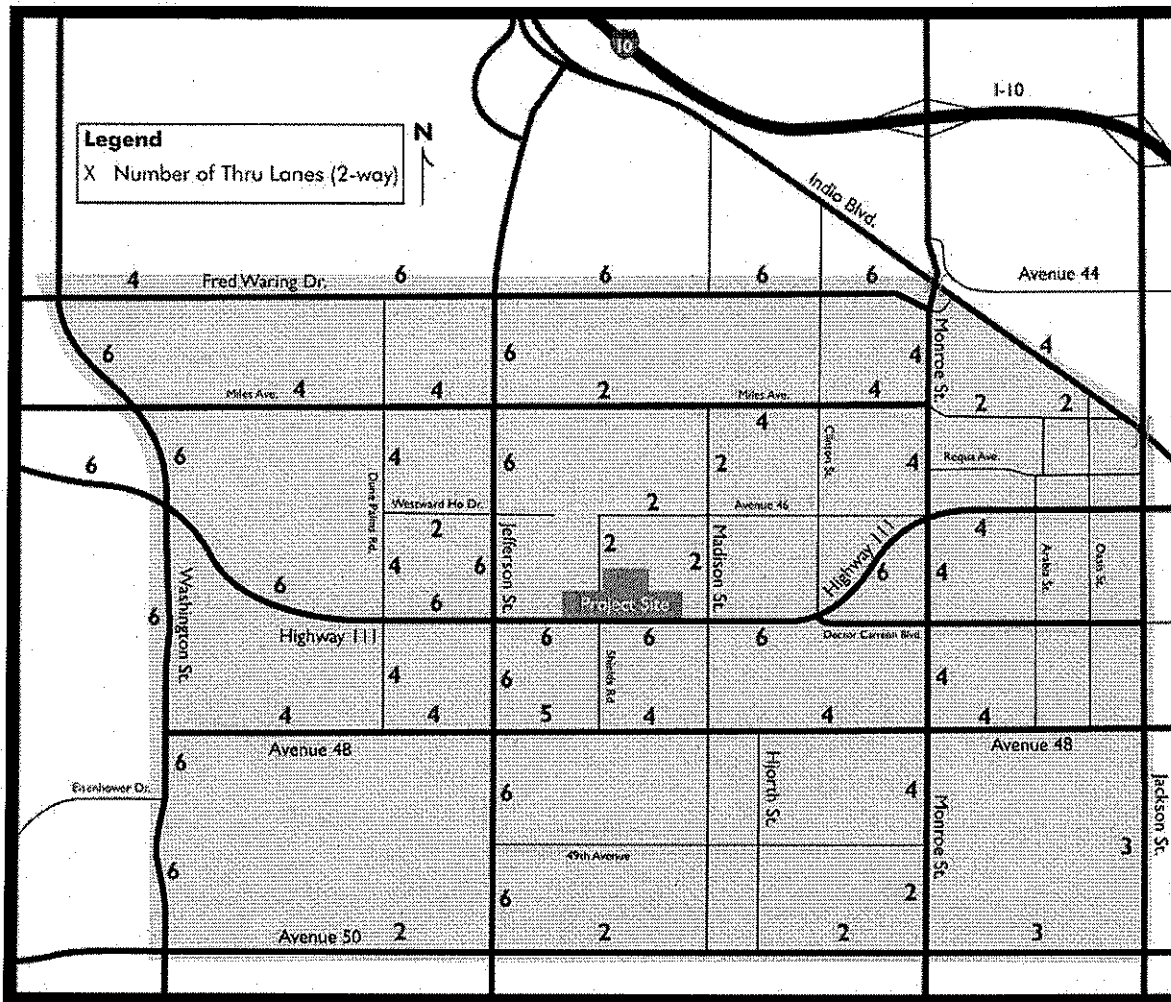 10
I-10
Legend
N
X Number of Thru Lanes (2-way)
Indio Blvd.
4
Fred Waring Dr.
6
6
6
6
Avenue 44
6
6
4
Monroe St.
4
Miles Ave.
4
4
2
Miles Ave.
4
2
2
4
6
6
4
6
2
Clinton St.
4
Requa Ave.
Dune Palms Rd.
Westward Ho Dr.
2
Avenue 46
2
Jefferson St.
2
2
Madison St.
Highway 111
4
4
6
6
4
Arabia St.
Oasis St.
Washington St.
6
6
6
Project Site
Highway 111
6
6
6
Doctor Carreon Blvd.
4
6
Shields Rd
4
4
4
5
4
4
4
Avenue 48
Avenue 48
6
Eisenhower Dr.
6
Hjorth St.
4
Monroe St.
Jackson St.
49th Avenue
3
6
6
2
Avenue 50
2
2
2
3